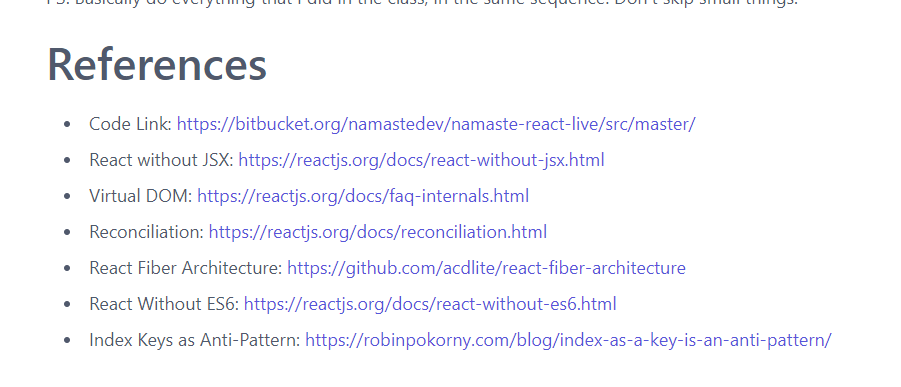 PS. Basically do everything that I did in the class, in the same sequence. Don't skip small things.
References
Code Link: https://bitbucket.org/namastedev/namaste-react-live/src/master/
React without JSX: https://reactjs.org/docs/react-without-jsx.html
Virtual DOM: https://reactjs.org/docs/faq-internals.html
Reconciliation: https://reactjs.org/docs/reconciliation.html
React Fiber Architecture: https://github.com/acdlite/react-fiber-architecture
React Without ES6: https://reactjs.org/docs/react-without-es6.html
Index Keys as Anti-Pattern: https://robinpokorny.com/blog/index-as-a-key-is-an-anti-pattern/